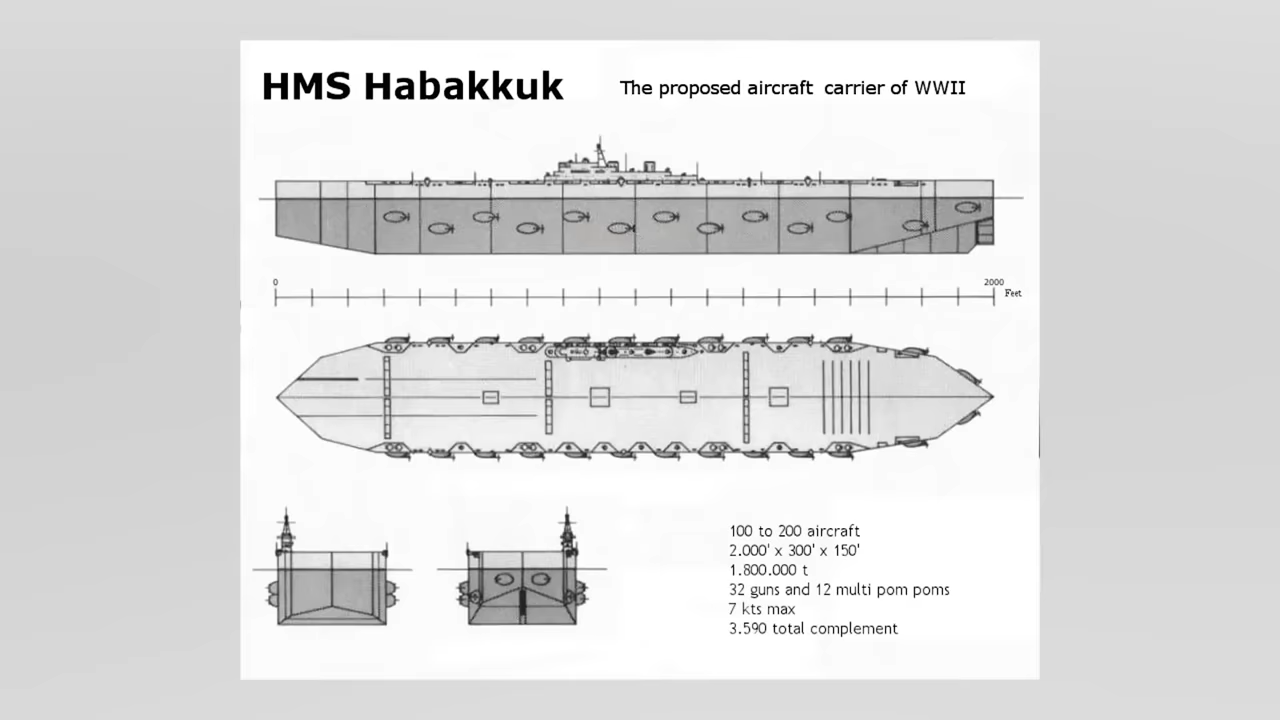 HMS Habakkuk
The proposed aircraft carrier of WWII
0
2000
Feet
100 to 200 aircraft
2.000' x 300' x 150'
1.800.000 t
32 guns and 12 multi pom poms
7 kts max
3.590 total complement